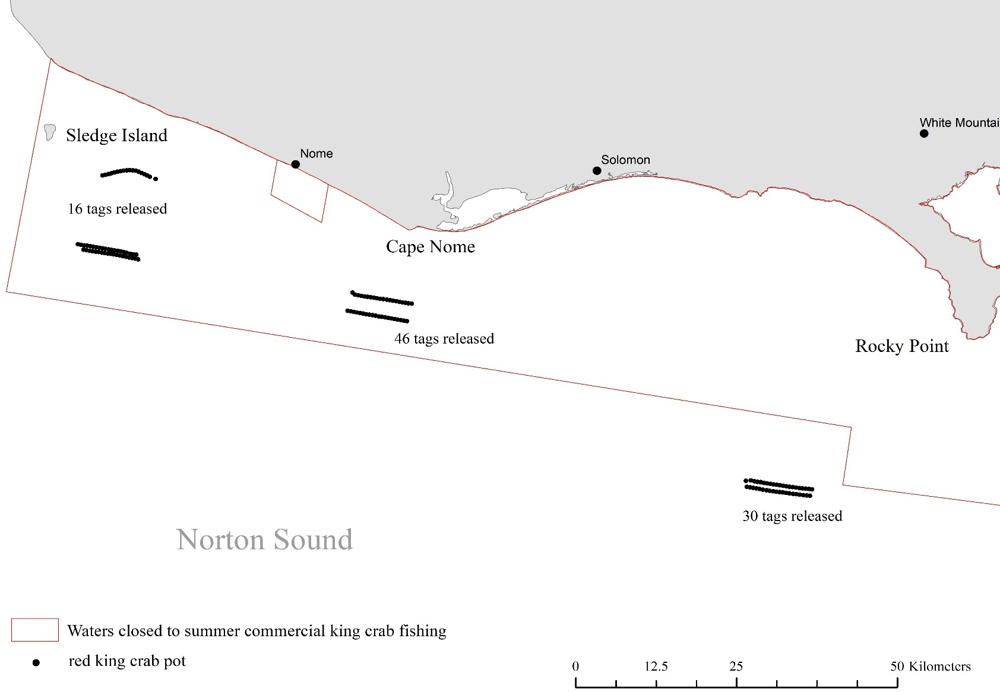 White Mountai
Sledge Island
Nome
Solomon
16 tags released
Cape Nome
46 tags released
Rocky Point
30 tags released
Norton Sound
Waters closed to summer commercial king crab fishing
red king crab pot
0 12.5 25 50 Kilometers